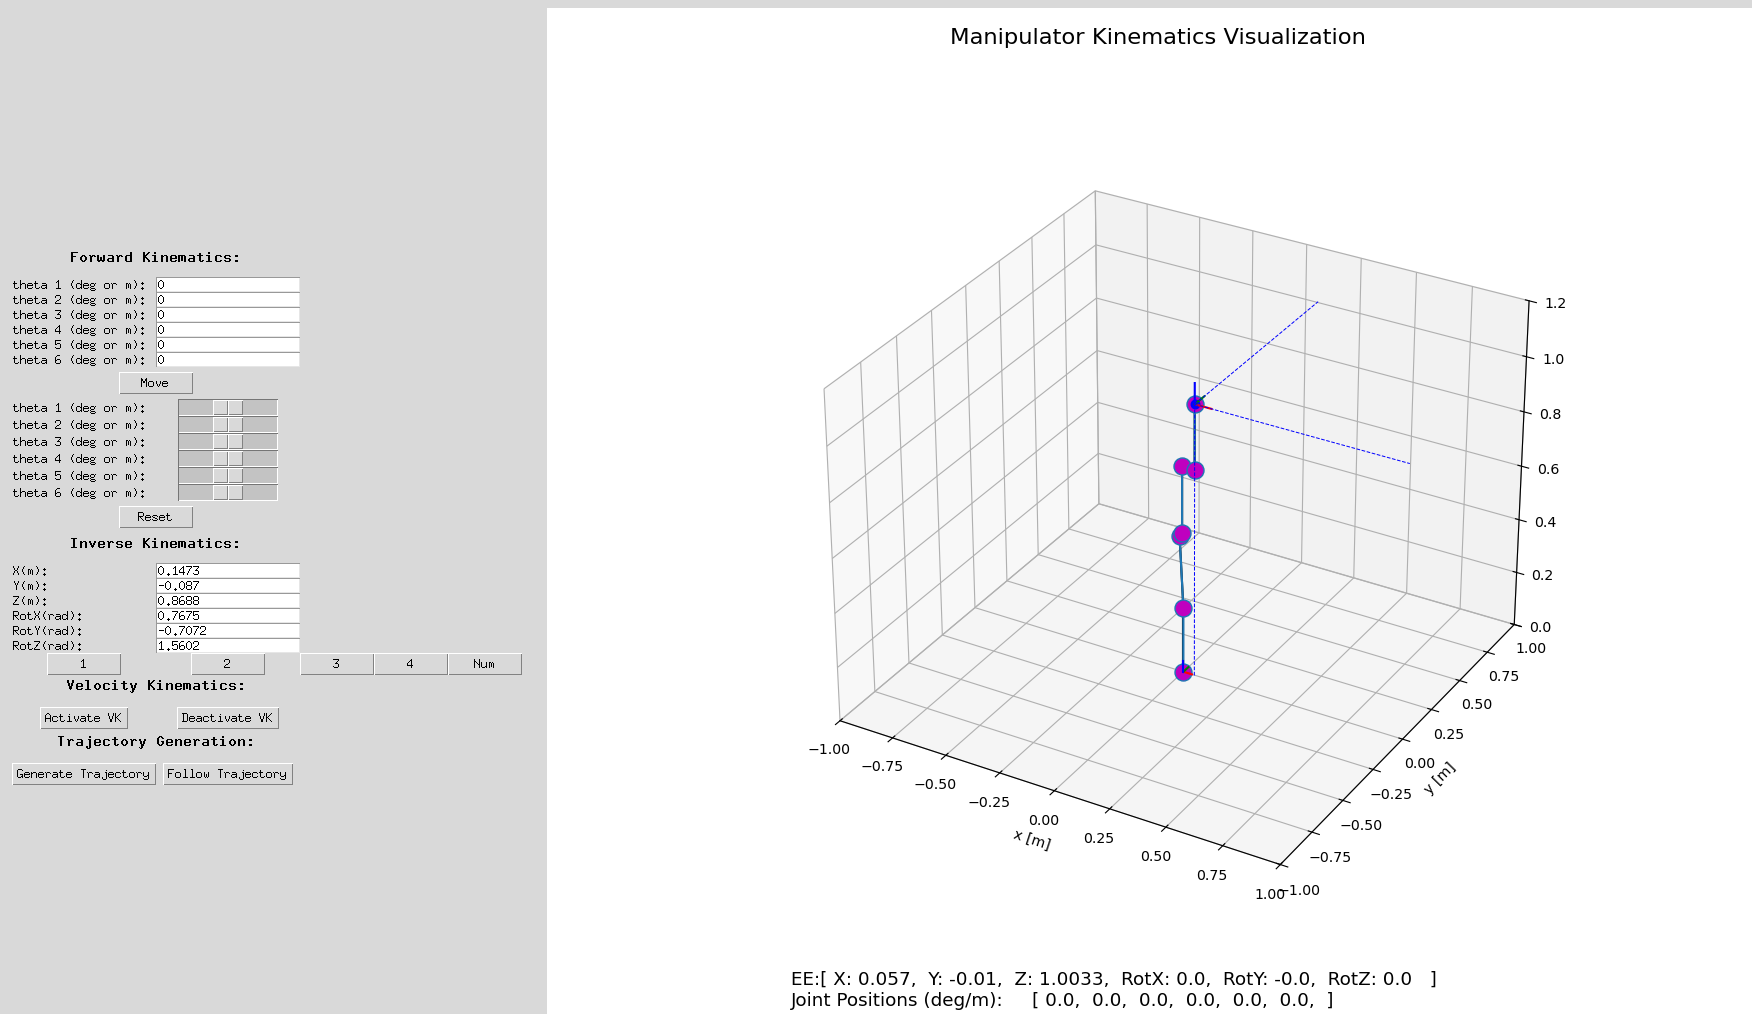 Manipulator Kinematics Visualization
Forward Kinematics:
theta 1 (deg or m): 0
theta 2 (deg or m): 0
theta 3 (deg or m): 0
theta 4 (deg or m): 0
theta 5 (deg or m): 0
theta 6 (deg or m): 0
Move
theta 1 (deg or m):
theta 2 (deg or m):
theta 3 (deg or m):
theta 4 (deg or m):
theta 5 (deg or m):
theta 6 (deg or m):
Reset
Inverse Kinematics:
X(m): 0.1473
Y(m): -0.087
Z(m): 0.8688
RotX(rad): 0.7675
RotY(rad): -0.7072
RotZ(rad): 1.5602
1 2 3 4 Num
Velocity Kinematics:
Activate VK Deactivate VK
Trajectory Generation:
Generate Trajectory Follow Trajectory
1.2
1.0
0.8
0.6
0.4
0.2
0.0
1.00
0.75
0.50
0.25
0.00
−0.25
−0.50
−0.75
−1.00
y [m]
−1.00
−0.75
−0.50
−0.25
0.00
0.25
0.50
0.75
1.00
x [m]
EE:[ X: 0.057, Y: -0.01, Z: 1.0033, RotX: 0.0, RotY: -0.0, RotZ: 0.0 ]
Joint Positions (deg/m): [ 0.0, 0.0, 0.0, 0.0, 0.0, 0.0, ]